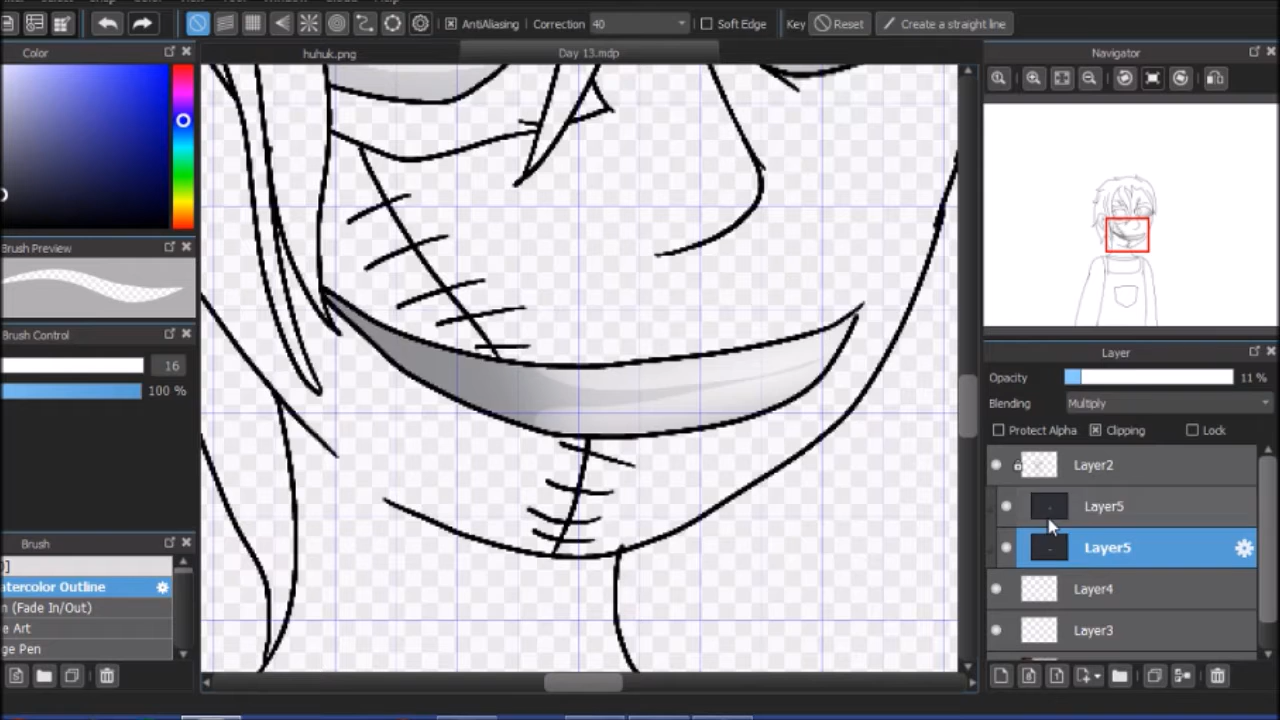 AntiAliasing Correction 40 Soft Edge Key Reset Create a straight line
Color
huhuk.png
Day 13.mdp
Navigator
Brush Preview
Brush Control
16
100 %
Layer
Opacity 11 %
Blending Multiply
Protect Alpha Clipping Lock
Layer2
Layer5
Layer5
Layer4
Layer3
Brush
atercolor Outline
(Fade In/Out)
Art
Pen